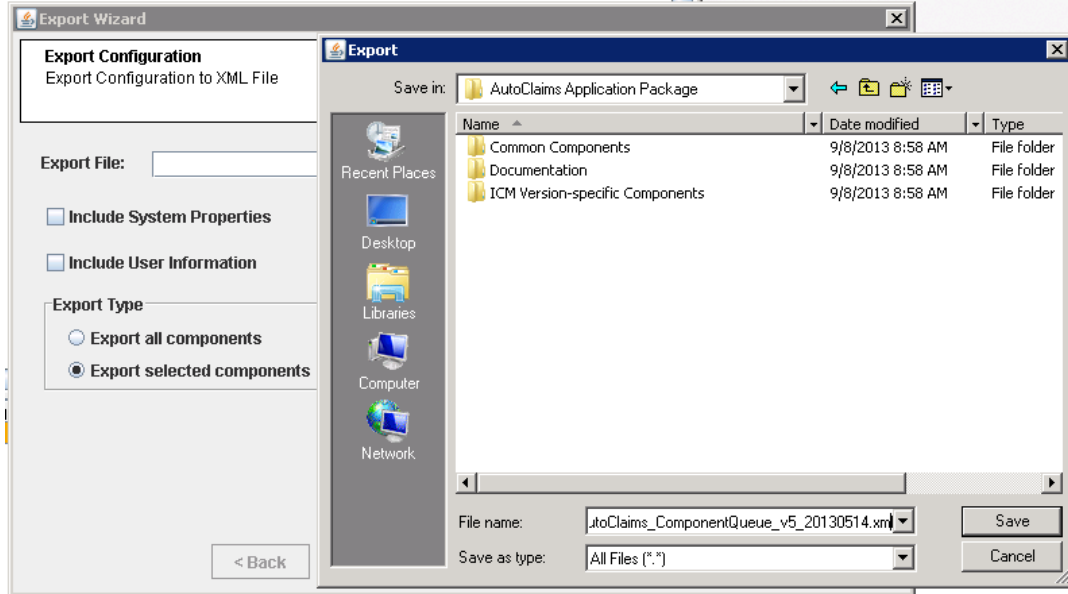 Export Wizard
Export Configuration
Export Configuration to XML File
Export File:
Include System Properties
Include User Information
Export Type
Export all components
Export selected components
< Back
Export
Save in: AutoClaims Application Package
Recent Places
Desktop
Libraries
Computer
Network
Name Date modified Type
Common Components 9/8/2013 8:58 AM File folder
Documentation 9/8/2013 8:58 AM File folder
ICM Version-specific Components 9/8/2013 8:58 AM File folder
File name: utoClaims_ComponentQueue_v5_20130514.xml Save
Save as type: All Files (*.*) Cancel